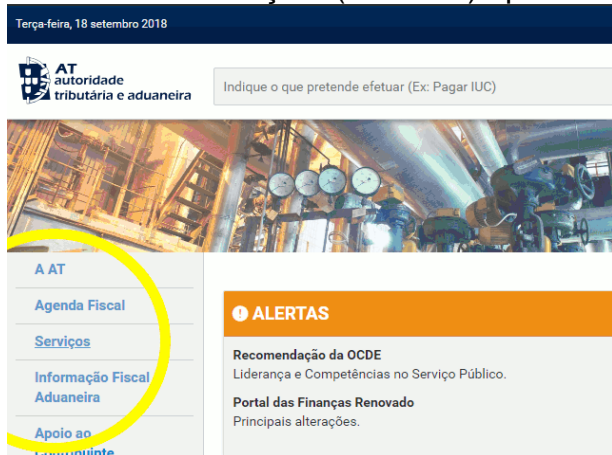 Terça-feira, 18 setembro 2018
AT
autoridade
tributária e aduaneira
Indique o que pretende efetuar (Ex: Pagar IUC)
A AT
Agenda Fiscal
Serviços
Informação Fiscal
Aduaneira
Apoio ao
Contribuinte
ALERTAS
Recomendação da OCDE
Liderança e Competências no Serviço Público.
Portal das Finanças Renovado
Principais alterações.